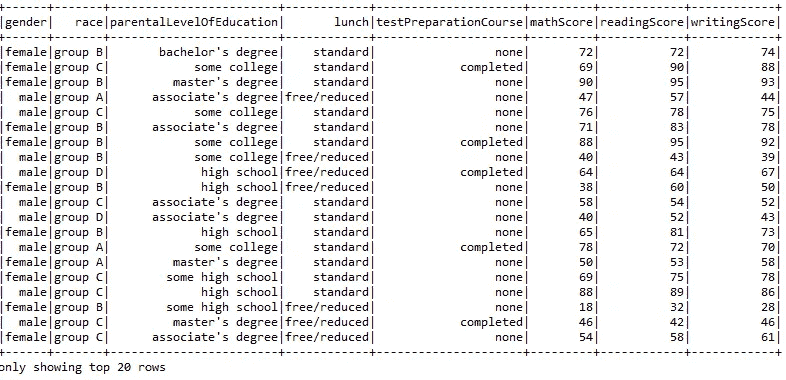 +------+-------+------------------------+------------+---------------------+---------+------------+------------+
|gender|   race|parentalLevelOfEducation|       lunch|testPreparationCourse|mathScore|readingScore|writingScore|
+------+-------+------------------------+------------+---------------------+---------+------------+------------+
|female|group B|       bachelor's degree|    standard|                 none|       72|          72|          74|
|female|group C|            some college|    standard|            completed|       69|          90|          88|
|female|group B|         master's degree|    standard|                 none|       90|          95|          93|
|  male|group A|      associate's degree|free/reduced|                 none|       47|          57|          44|
|  male|group C|            some college|    standard|                 none|       76|          78|          75|
|female|group B|      associate's degree|    standard|                 none|       71|          83|          78|
|female|group B|            some college|    standard|            completed|       88|          95|          92|
|  male|group B|            some college|free/reduced|                 none|       40|          43|          39|
|  male|group D|             high school|free/reduced|            completed|       64|          64|          67|
|female|group B|             high school|free/reduced|                 none|       38|          60|          50|
|  male|group C|      associate's degree|    standard|                 none|       58|          54|          52|
|  male|group D|      associate's degree|    standard|                 none|       40|          52|          43|
|female|group B|             high school|    standard|                 none|       65|          81|          73|
|  male|group A|            some college|    standard|            completed|       78|          72|          70|
|female|group A|         master's degree|    standard|                 none|       50|          53|          58|
|female|group C|        some high school|    standard|                 none|       69|          75|          78|
|  male|group C|             high school|    standard|                 none|       88|          89|          86|
|female|group B|        some high school|free/reduced|                 none|       18|          32|          28|
|  male|group C|         master's degree|free/reduced|            completed|       46|          42|          46|
|female|group C|      associate's degree|free/reduced|                 none|       54|          58|          61|
+------+-------+------------------------+------------+---------------------+---------+------------+------------+
only showing top 20 rows